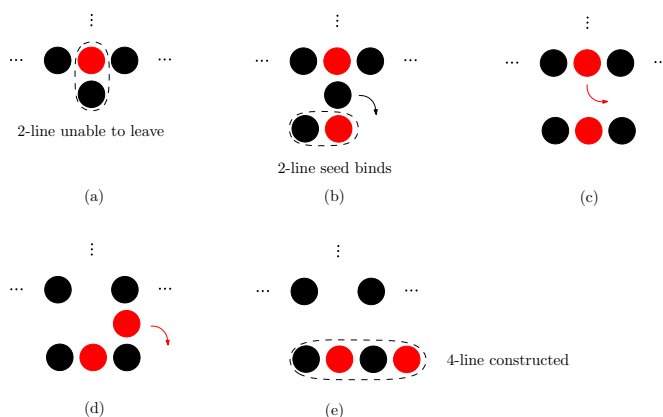 2-line unable to leave
2-line seed binds
(a)
(b)
(c)
4-line constructed
(d)
(e)